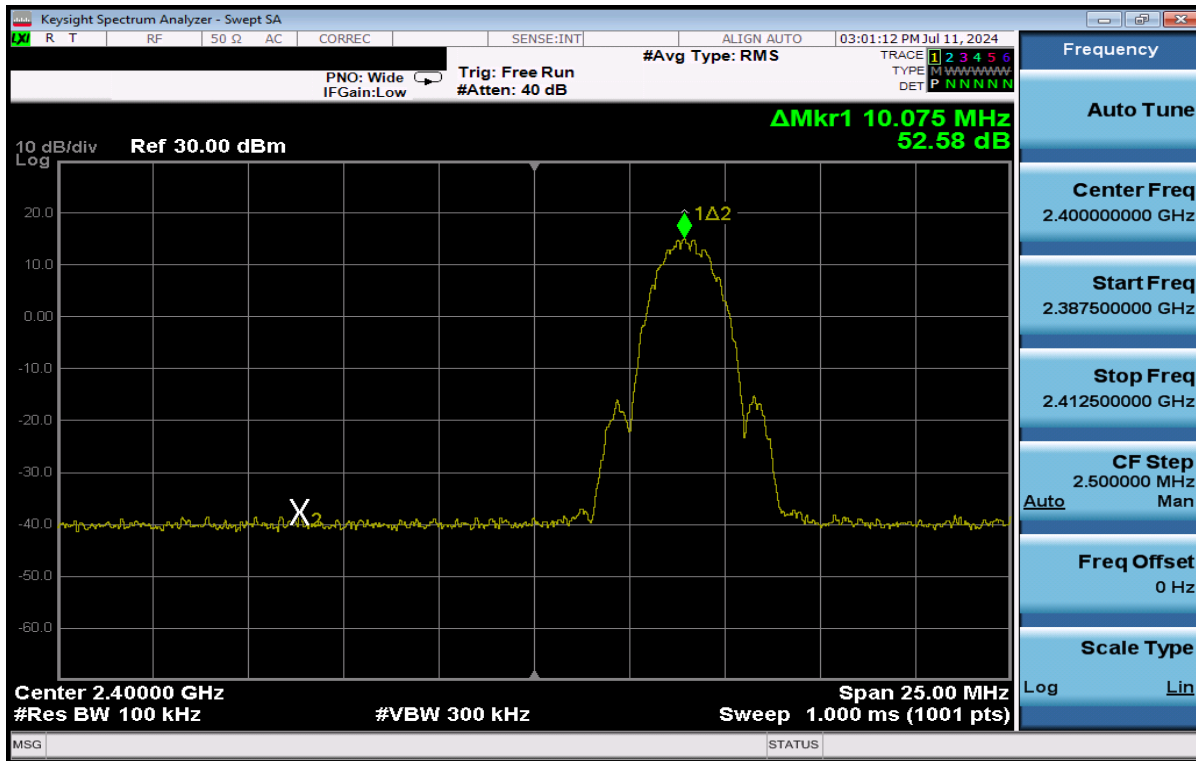 Keysight Spectrum Analyzer - Swept SA
LXI R T RF 50 Ω AC CORREC SENSE:INT ALIGN AUTO 03:01:12 PM Jul 11, 2024
#Avg Type: RMS
TRACE 1 2 3 4 5 6
TYPE M W W W W W
DET P N N N N N
PNO: Wide
IFGain:Low
Trig: Free Run
#Atten: 40 dB
ΔMkr1 10.075 MHz
52.58 dB
10 dB/div
Log
Ref 30.00 dBm
20.0
10.0
0.00
-10.0
-20.0
-30.0
-40.0
-50.0
-60.0
1Δ2
X2
Center 2.40000 GHz
Span 25.00 MHz
#Res BW 100 kHz
#VBW 300 kHz
Sweep 1.000 ms (1001 pts)
MSG
STATUS
Frequency
Auto Tune
Center Freq
2.400000000 GHz
Start Freq
2.387500000 GHz
Stop Freq
2.412500000 GHz
CF Step
2.500000 MHz
Auto Man
Freq Offset
0 Hz
Scale Type
Log Lin